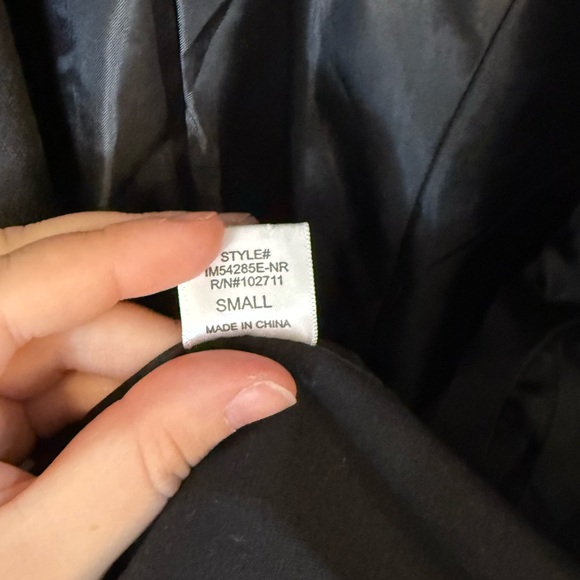 STYLE#
IM54285E-NR
R/N#102711
SMALL
MADE IN CHINA